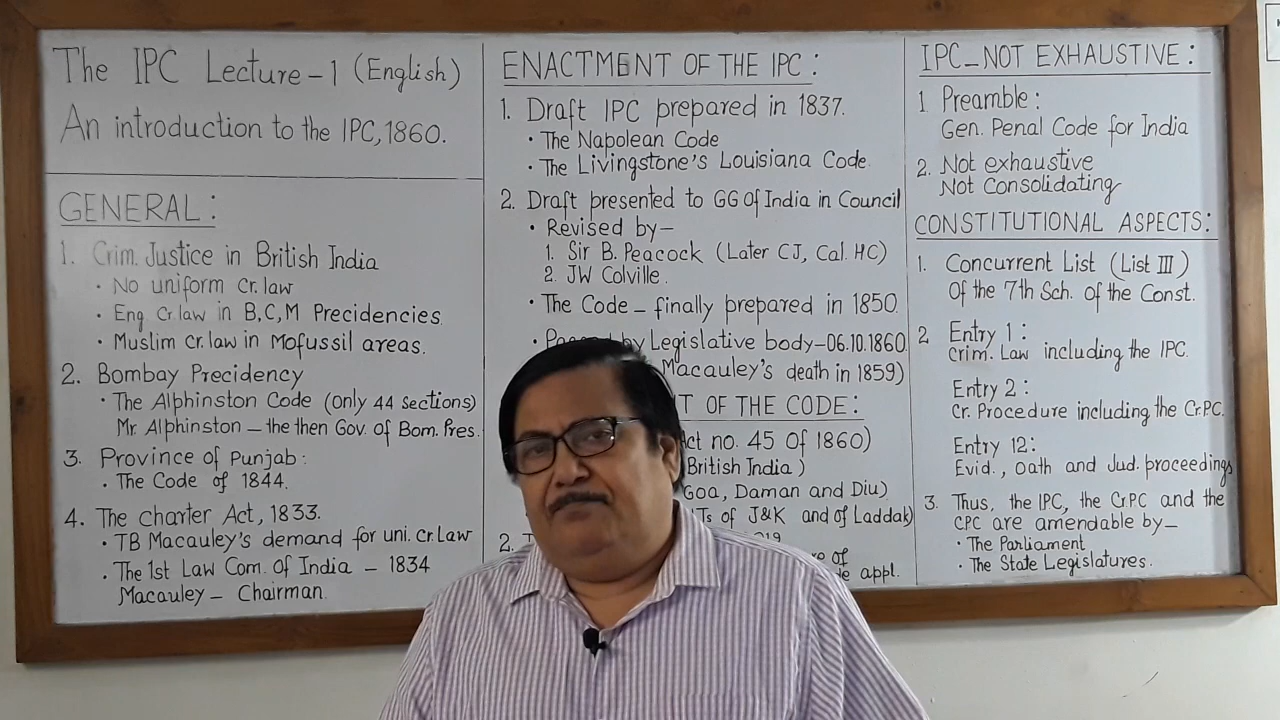 The IPC Lecture-1 (English)
An introduction to the IPC, 1860.
GENERAL:
1. Crim. Justice in British India
• No uniform Cr. law
• Eng. Cr. law in B, C, M Precidencies.
• Muslim cr. law in Mofussil areas.
2. Bombay Precidency
• The Alphinston Code (only 44 sections)
Mr. Alphinston – the then Gov. of Bom. Pres.
3. Province of Punjab:
• The Code of 1844.
4. The Charter Act, 1833.
• TB Macauley's demand for uni. cr. Law
• The 1st Law Com. of India – 1834
Macauley – Chairman.
ENACTMENT OF THE IPC:
1. Draft IPC prepared in 1837.
• The Napolean Code
• The Livingstone's Louisiana Code.
2. Draft presented to GG of India in Council
• Revised by–
1. Sir B. Peacock (Later CJ, Cal. HC)
2. JW Colville.
• The Code – finally prepared in 1850.
• by Legislative body–06.10.1860
Macauley's death in 1859)
OF THE CODE:
no. 45 of 1860)
British India)
Goa, Daman and Diu)
of J&K and of Laddak)
2.
of
appl.
IPC–NOT EXHAUSTIVE:
1 Preamble:
Gen. Penal Code for India
2. Not exhaustive
Not Consolidating
CONSTITUTIONAL ASPECTS:
1. Concurrent List (List III)
Of the 7th Sch. of the Const.
2 Entry 1:
Crim. Law including the IPC.
Entry 2:
Cr. Procedure including the CrPC.
Entry 12:
Evid., Oath and Jud. proceedings
3. Thus, the IPC, the CrPC and the
CPC are amendable by–
• The Parliament
• The State Legislatures.